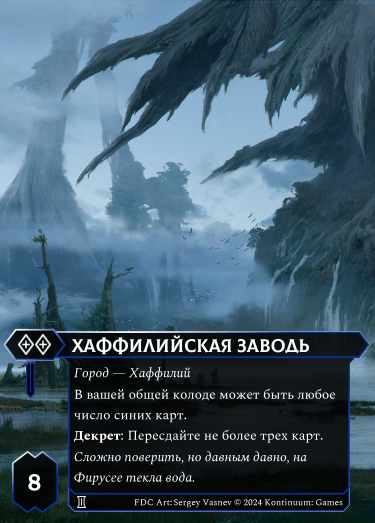 ХАФФИЛИЙСКАЯ ЗАВОДЬ
Город — Хаффилий
В вашей общей колоде может быть любое
число синих карт.
Декрет: Пересдайте не более трех карт.
Сложно поверить, но давным давно, на
Фирусее текла вода.
8
FDC Art: Sergey Vasnev © 2024 Kontinuum: Games